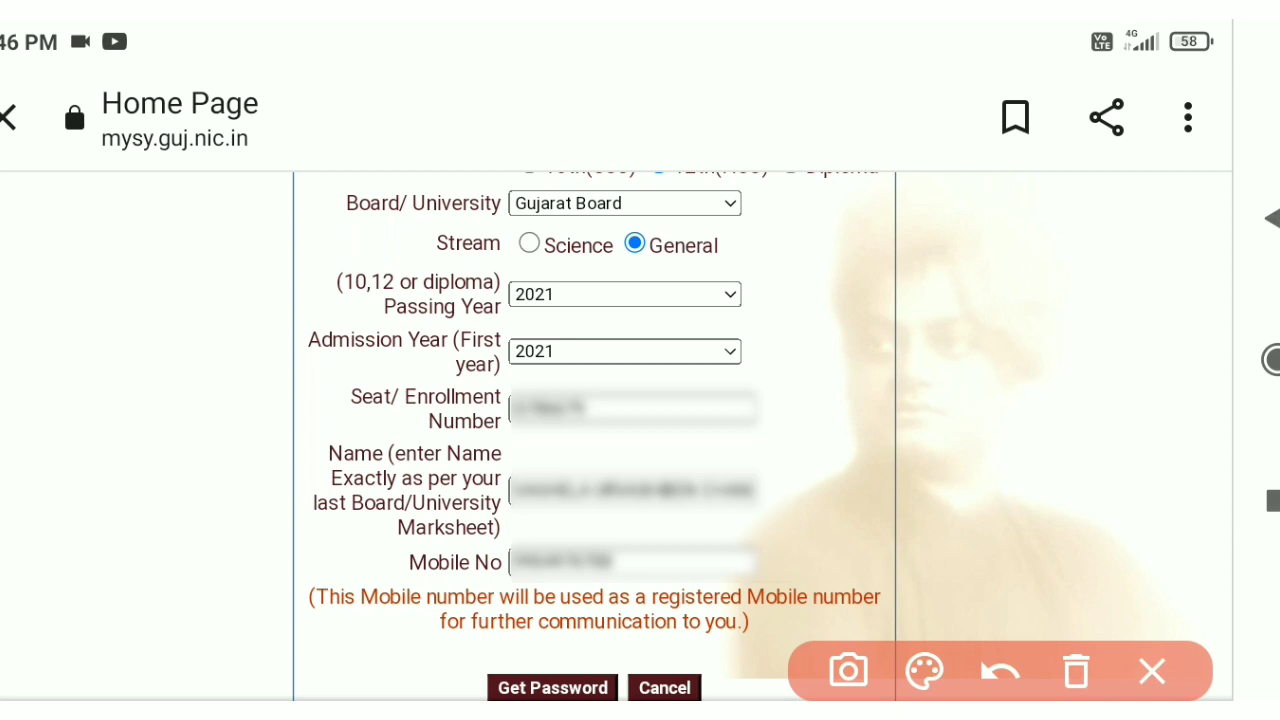 46 PM
Vo LTE 4G 58
Home Page
mysy.guj.nic.in
Board/ University Gujarat Board
Stream Science General
(10,12 or diploma)
Passing Year 2021
Admission Year (First
year) 2021
Seat/ Enrollment
Number
Name (enter Name
Exactly as per your
last Board/University
Marksheet)
Mobile No
(This Mobile number will be used as a registered Mobile number
for further communication to you.)
Get Password Cancel